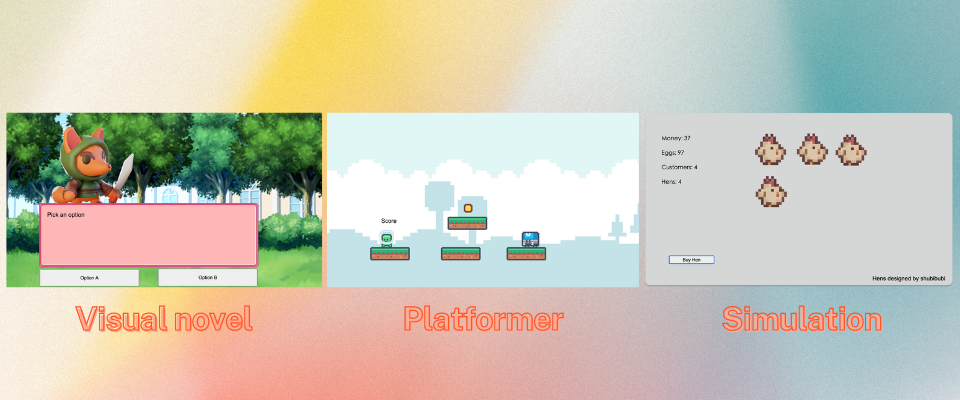 Pick an option
Option A
Option B
Score
Money: 37
Eggs: 97
Customers: 4
Hens: 4
Buy Hen
Hens designed by shubibubi
Visual novel
Platformer
Simulation